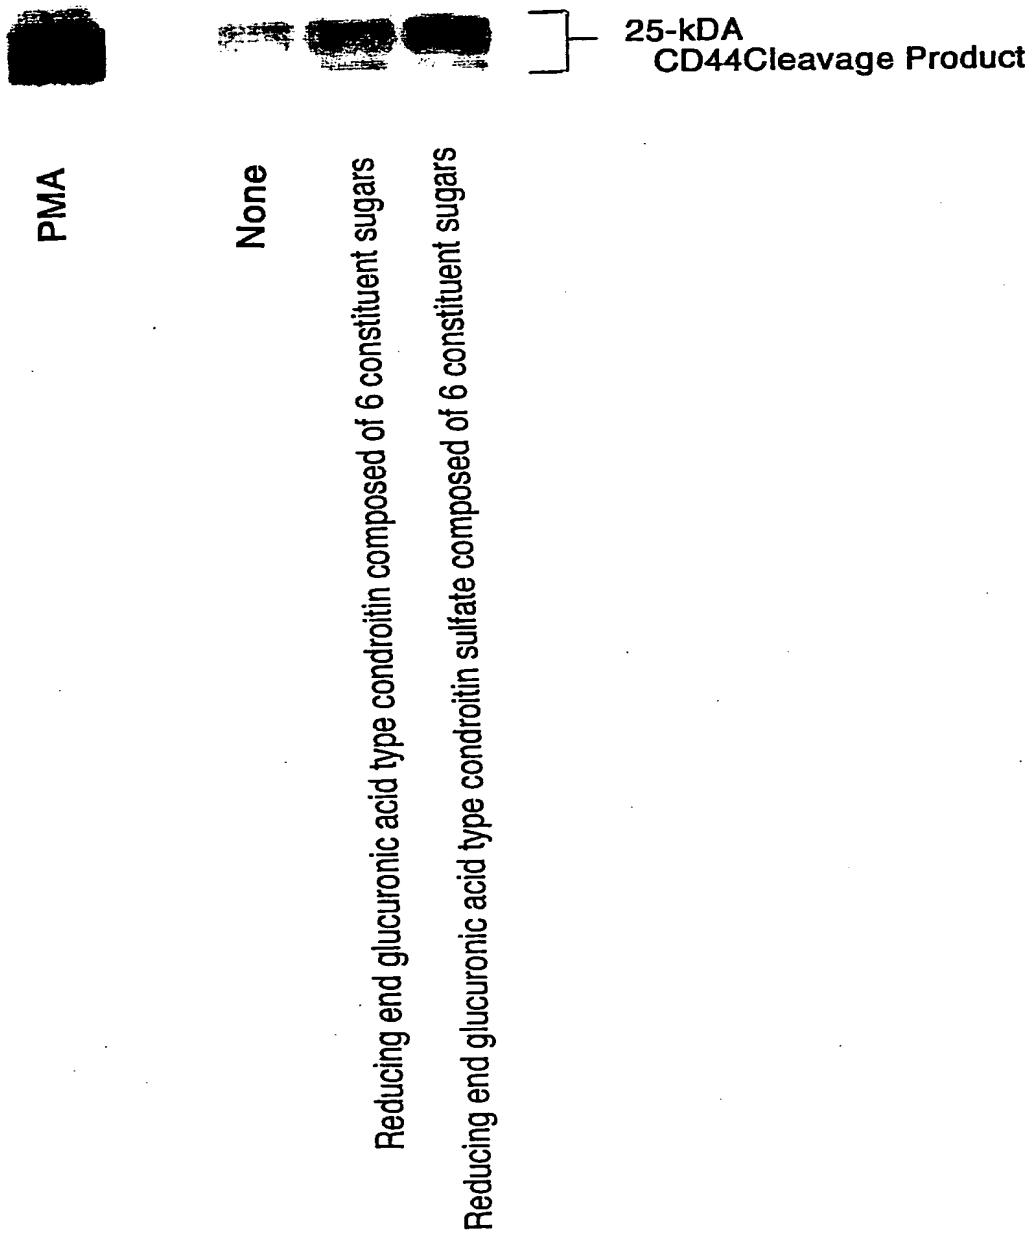 25-kDA
CD44Cleavage Product
PMA
None
Reducing end glucuronic acid type condroitin composed of 6 constituent sugars
Reducing end glucuronic acid type condroitin sulfate composed of 6 constituent sugars